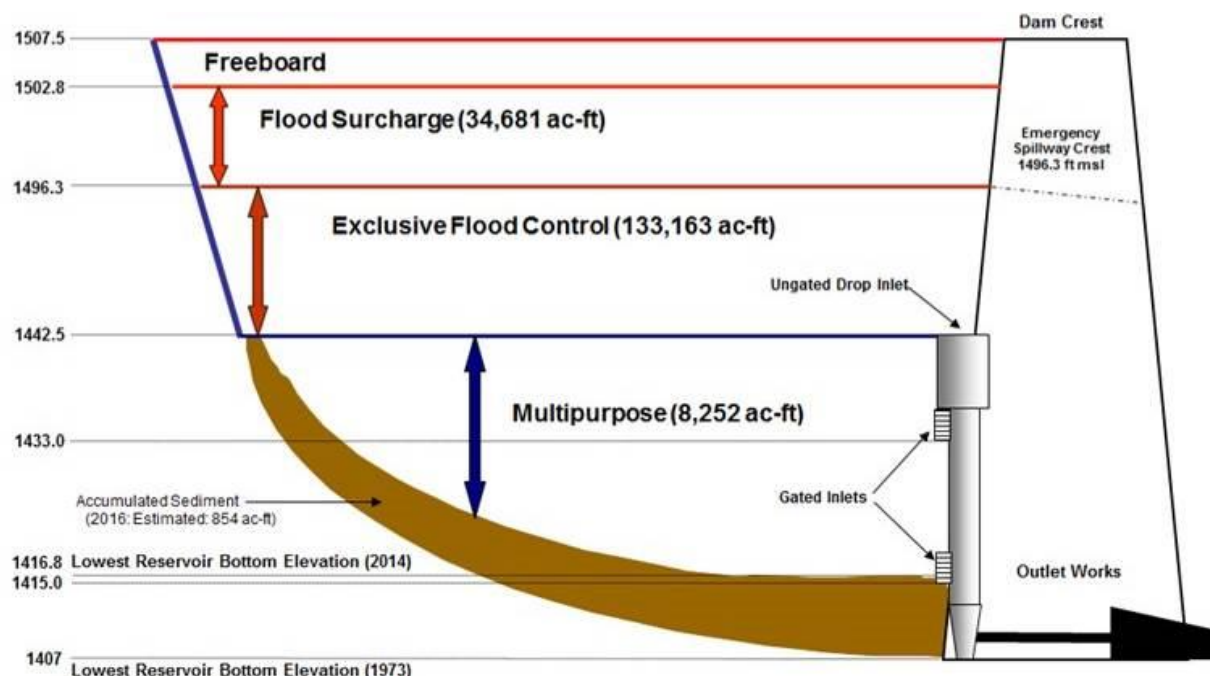 Dam Crest
1507.5
Freeboard
1502.8
Flood Surcharge (34,681 ac-ft)
Emergency
Spillway Crest
1496.3 ft msl
1496.3
Exclusive Flood Control (133,163 ac-ft)
Ungated Drop Inlet
1442.5
Multipurpose (8,252 ac-ft)
1433.0
Gated Inlets
Accumulated Sediment
(2016: Estimated: 854 ac-ft)
1416.8 Lowest Reservoir Bottom Elevation (2014)
1415.0
Outlet Works
1407
Lowest Reservoir Bottom Elevation (1973)